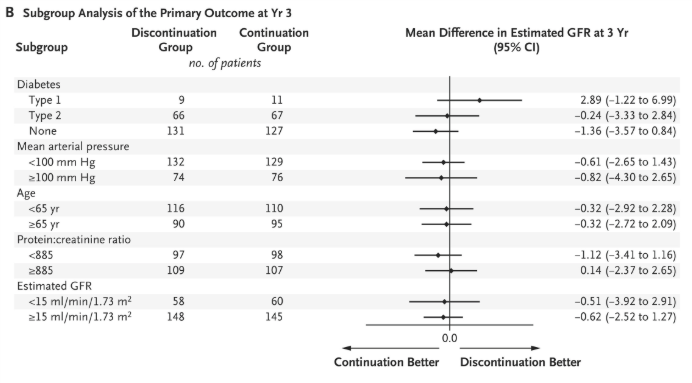 B Subgroup Analysis of the Primary Outcome at Yr 3
Subgroup Discontinuation Group Continuation Group Mean Difference in Estimated GFR at 3 Yr (95% CI)
no. of patients
Diabetes
Type 1 9 11 2.89 (−1.22 to 6.99)
Type 2 66 67 −0.24 (−3.33 to 2.84)
None 131 127 −1.36 (−3.57 to 0.84)
Mean arterial pressure
<100 mm Hg 132 129 −0.61 (−2.65 to 1.43)
≥100 mm Hg 74 76 −0.82 (−4.30 to 2.65)
Age
<65 yr 116 110 −0.32 (−2.92 to 2.28)
≥65 yr 90 95 −0.32 (−2.72 to 2.09)
Protein:creatinine ratio
<885 97 98 −1.12 (−3.41 to 1.16)
≥885 109 107 0.14 (−2.37 to 2.65)
Estimated GFR
<15 ml/min/1.73 m² 58 60 −0.51 (−3.92 to 2.91)
≥15 ml/min/1.73 m² 148 145 −0.62 (−2.52 to 1.27)
0.0
Continuation Better Discontinuation Better